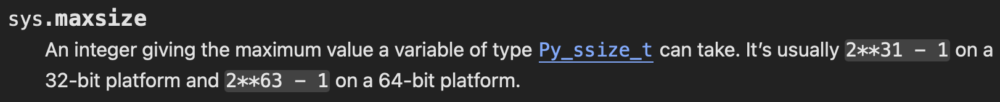 sys.maxsize
An integer giving the maximum value a variable of type Py_ssize_t can take. It’s usually 2**31 - 1 on a
32-bit platform and 2**63 - 1 on a 64-bit platform.